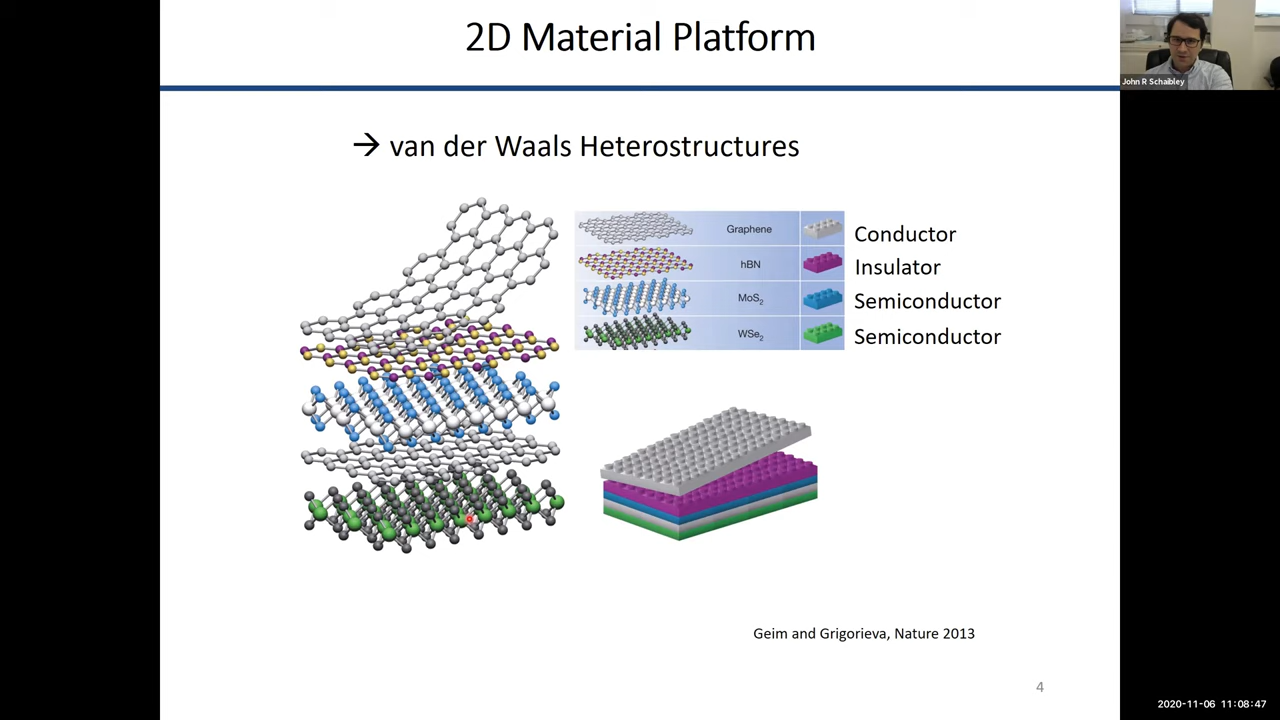 2D Material Platform
John R Schaibley
→ van der Waals Heterostructures
Graphene
Conductor
hBN
Insulator
MoS₂
Semiconductor
WSe₂
Semiconductor
Geim and Grigorieva, Nature 2013
4
2020-11-06 11:08:47